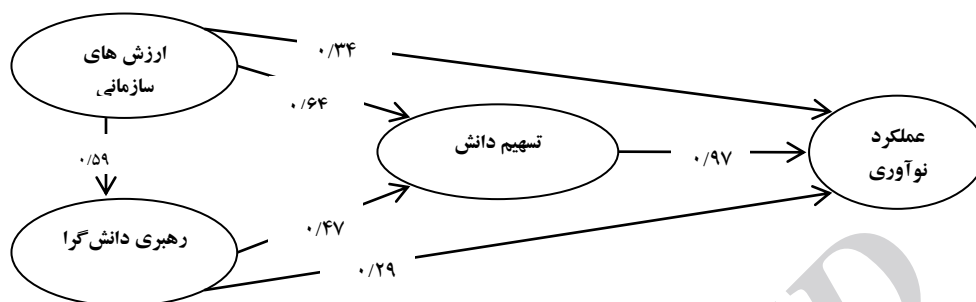 ارزش های
سازمانی
۰/۳۴
۰/۶۴
تسهیم دانش
۰/۹۷
عملکرد
نوآوری
۰/۵۹
رهبری دانش‌گرا
۰/۴۷
۰/۲۹